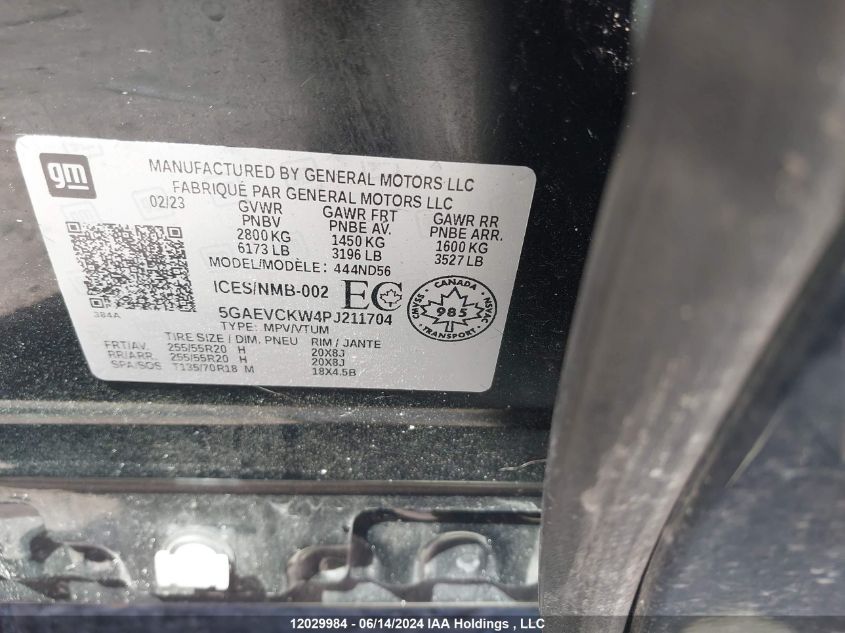 gm
MANUFACTURED BY GENERAL MOTORS LLC
FABRIQUÉ PAR GENERAL MOTORS LLC
02/23
GVWR GAWR FRT GAWR RR
PNBV PNBE AV. PNBE ARR.
2800 KG 1450 KG 1600 KG
6173 LB 3196 LB 3527 LB
MODEL/MODÈLE: 444ND56
ICES/NMB-002 EC
384A
5GAEVCKW4PJ211704
TYPE: MPV/VTUM
CANADA
985
TRANSPORT
TIRE SIZE / DIM. PNEU RIM / JANTE
FRT/AV. 255/55R20 H 20X8J
RR/ARR. 255/55R20 H 20X8J
SPA/SOS T135/70R18 M 18X4.5B
12029984 - 06/14/2024 IAA Holdings, LLC